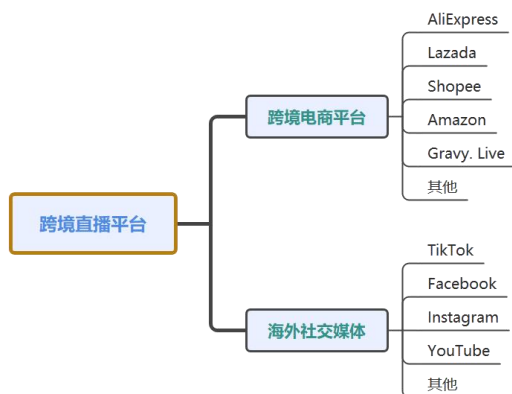 跨境直播平台
跨境电商平台
AliExpress
Lazada
Shopee
Amazon
Gravy. Live
其他
海外社交媒体
TikTok
Facebook
Instagram
YouTube
其他